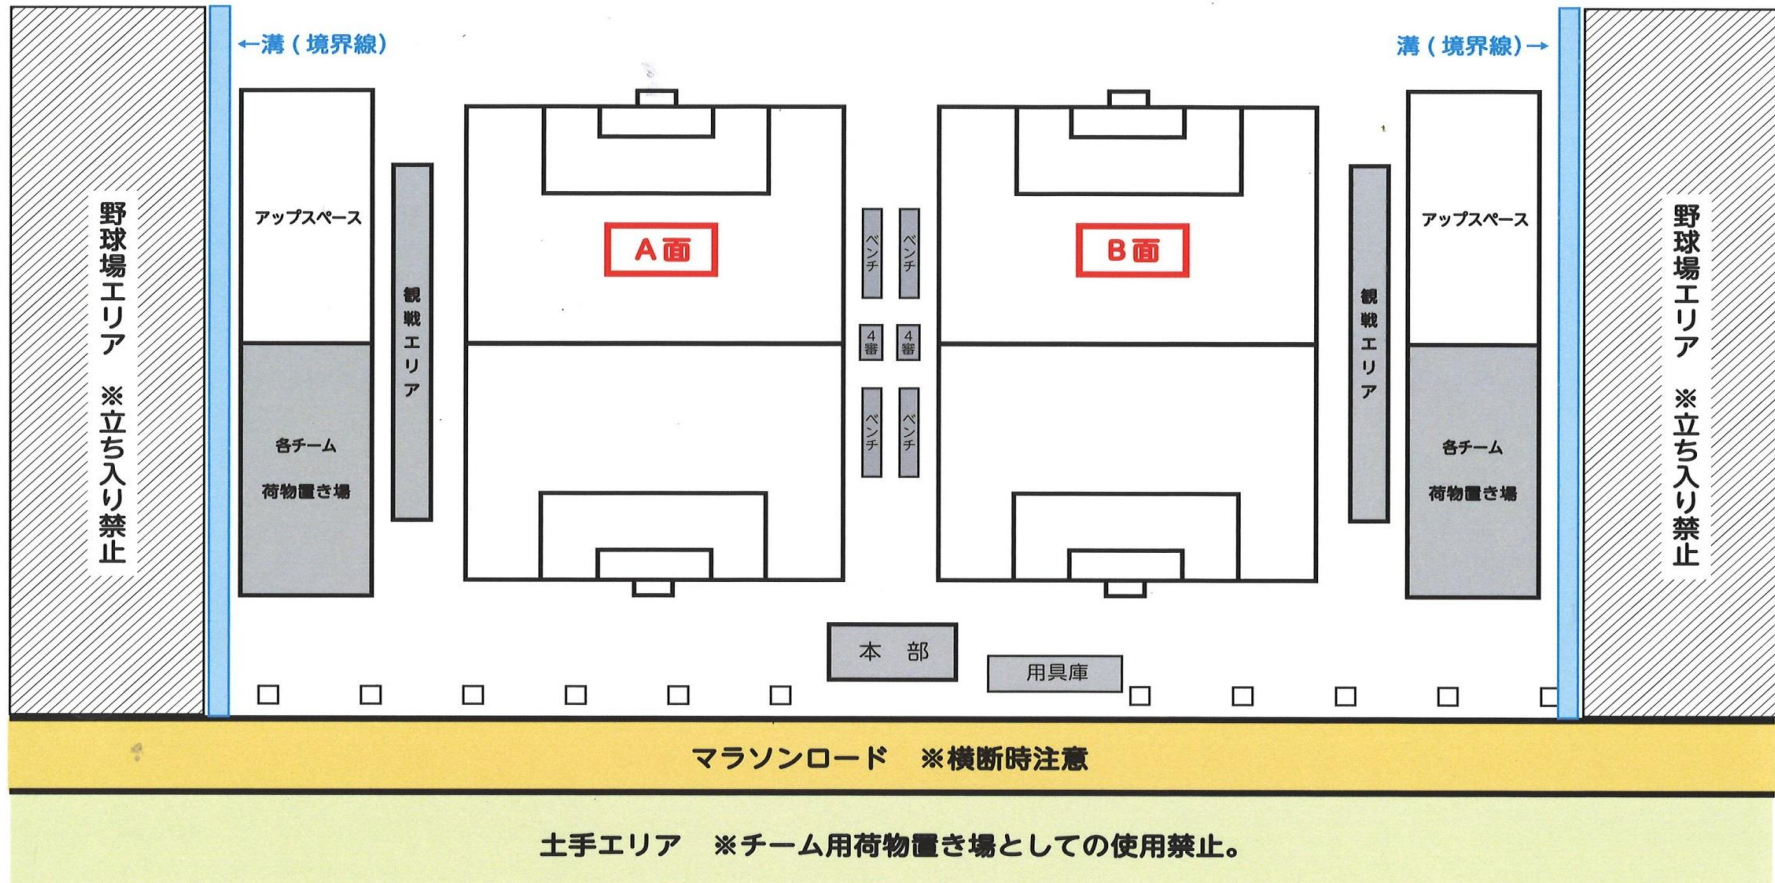 ←溝(境界線)
溝(境界線)→
野球場エリア ※立ち入り禁止
アップスペース
各チーム
荷物置き場
観戦エリア
A面
ベンチ
ベンチ
4審
4審
ベンチ
ベンチ
B面
観戦エリア
アップスペース
各チーム
荷物置き場
野球場エリア ※立ち入り禁止
本 部
用具庫
マラソンロード ※横断時注意
土手エリア ※チーム用荷物置き場としての使用禁止。